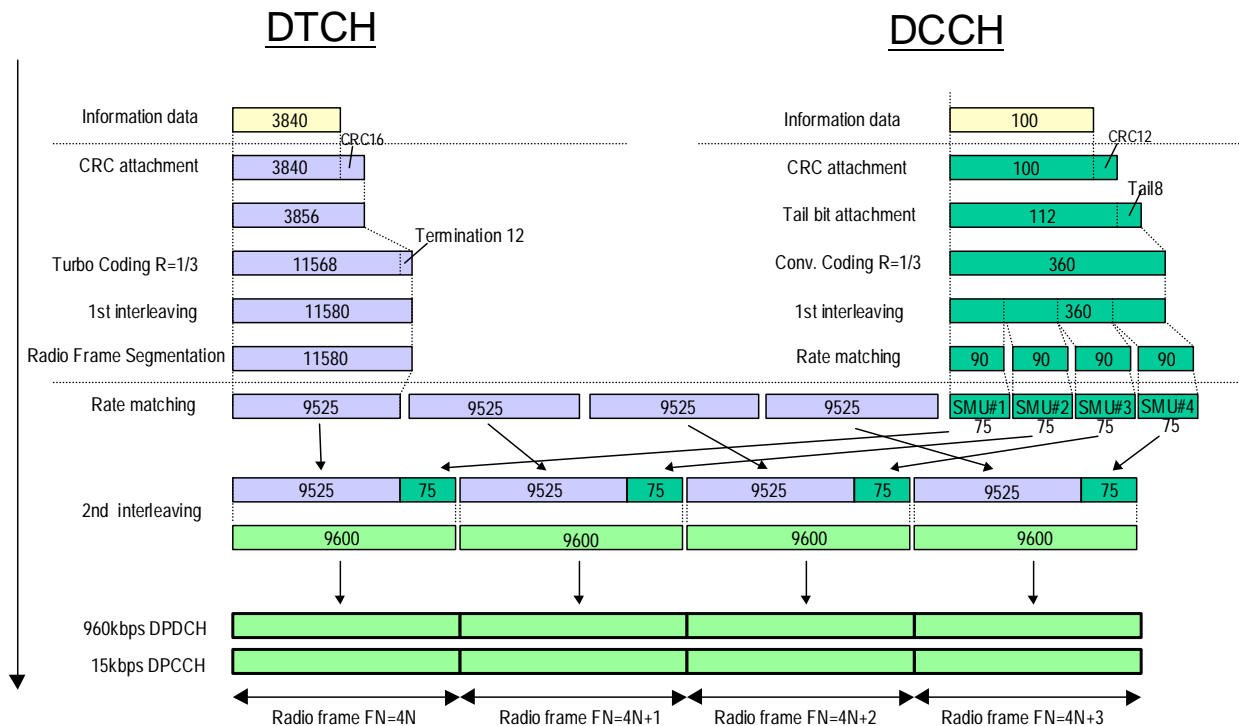 DTCH
DCCH
Information data
3840
CRC16
Information data
100
CRC12
CRC attachment
3840
CRC attachment
100
Tail8
3856
Tail bit attachment
112
Termination 12
Turbo Coding R=1/3
11568
Conv. Coding R=1/3
360
1st interleaving
11580
1st interleaving
360
Radio Frame Segmentation
11580
Rate matching
90 90 90 90
Rate matching
9525 9525 9525 9525
SMU#1 SMU#2 SMU#3 SMU#4
75 75 75 75
2nd interleaving
9525 75 9525 75 9525 75 9525 75
9600 9600 9600 9600
960kbps DPDCH
15kbps DPCCH
Radio frame FN=4N Radio frame FN=4N+1 Radio frame FN=4N+2 Radio frame FN=4N+3